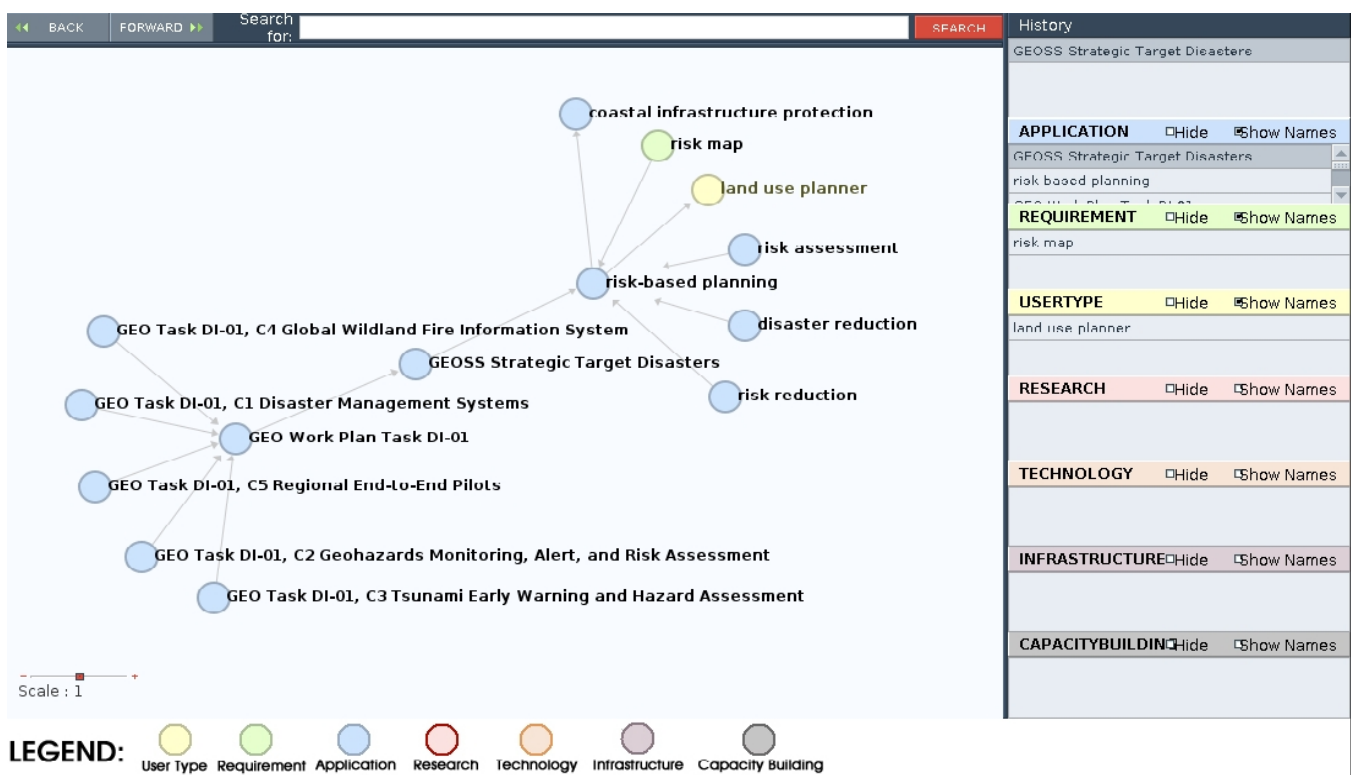 BACK
FORWARD
Search for:
SEARCH
History
GEOSS Strategic Target Disasters
coastal infrastructure protection
risk map
land use planner
risk assessment
risk-based planning
disaster reduction
GEO Task DI-01, C4 Global Wildland Fire Information System
GEOSS Strategic Target Disasters
risk reduction
GEO Task DI-01, C1 Disaster Management Systems
GEO Work Plan Task DI-01
GEO Task DI-01, C5 Regional End-to-End Pilots
GEO Task DI-01, C2 Geohazards Monitoring, Alert, and Risk Assessment
GEO Task DI-01, C3 Tsunami Early Warning and Hazard Assessment
- +
Scale : 1
APPLICATION Hide Show Names
GEOSS Strategic Target Disasters
risk based planning
GEO Work Plan Task DI-01
REQUIREMENT Hide Show Names
risk map
USERTYPE Hide Show Names
land use planner
RESEARCH Hide Show Names
TECHNOLOGY Hide Show Names
INFRASTRUCTURE Hide Show Names
CAPACITYBUILDING Hide Show Names
LEGEND:
User Type Requirement Application Research Technology Infrastructure Capacity Building